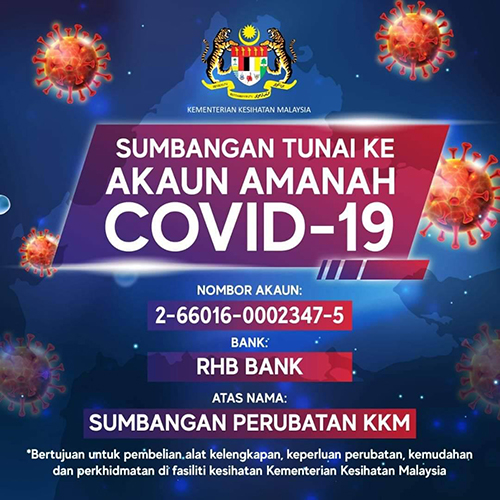 KEMENTERIAN KESIHATAN MALAYSIA
SUMBANGAN TUNAI KE
AKAUN AMANAH
COVID-19
NOMBOR AKAUN:
2-66016-0002347-5
BANK:
RHB BANK
ATAS NAMA:
SUMBANGAN PERUBATAN KKM
*Bertujuan untuk pembelian alat kelengkapan, keperluan perubatan, kemudahan
dan perkhidmatan di fasiliti kesihatan Kementerian Kesihatan Malaysia